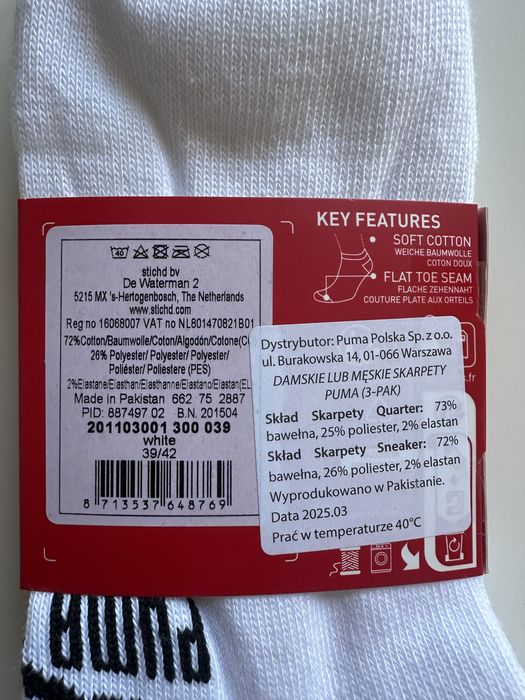 KEY FEATURES
SOFT COTTON
WEICHE BAUMWOLLE
COTON DOUX
FLAT TOE SEAM
FLACHE ZEHENNAHT
COUTURE PLATE AUX ORTEILS
40
stichd bv
De Waterman 2
5215 MX 's-Hertogenbosch, The Netherlands
www.stichd.com
Reg no 16068007 VAT no NL801470821B01
72%Cotton/Baumwolle/Coton/Algodón/Cotone(C
26% Polyester/ Polyester/ Polyester/
Poliéster/ Poliestere (PES)
2%Elastane/Elasthan/Elasthanne/Elastano/Elastan(EL
Made in Pakistan 662 75 2887
PID: 887497 02 B.N. 201504
201103001 300 039
white
39/42
8 713537 648769
Dystrybutor: Puma Polska Sp. z o.o.
ul. Burakowska 14, 01-066 Warszawa
DAMSKIE LUB MĘSKIE SKARPETY
PUMA (3-PAK)
Skład Skarpety Quarter: 73%
bawełna, 25% poliester, 2% elastan
Skład Skarpety Sneaker: 72%
bawełna, 26% poliester, 2% elastan
Wyprodukowano w Pakistanie.
Data 2025.03
Prać w temperaturze 40°C
PUMA